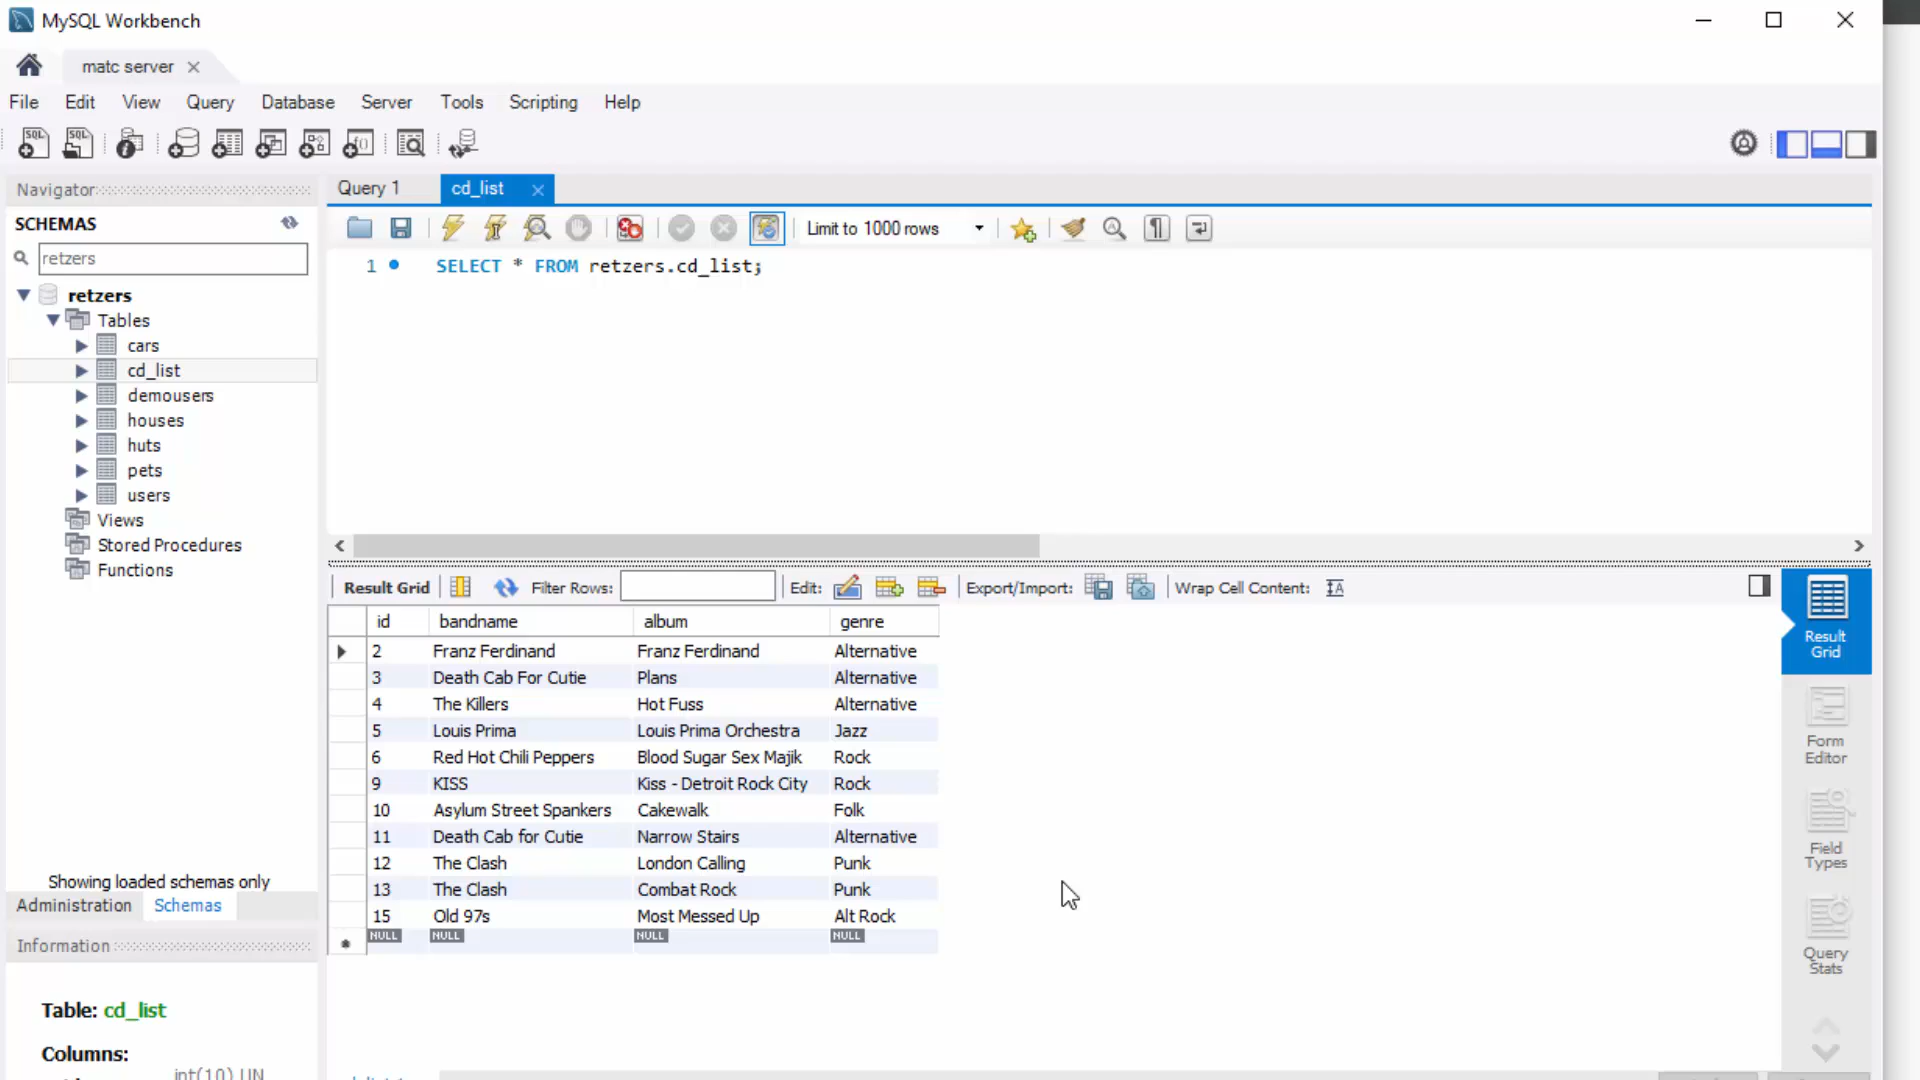 MySQL Workbench
matc server
File Edit View Query Database Server Tools Scripting Help
Navigator
SCHEMAS
retzers
retzers
Tables
cars
cd_list
demousers
houses
huts
pets
users
Views
Stored Procedures
Functions
Showing loaded schemas only
Administration Schemas
Information
Table: cd_list
Columns:
int(10) UN
Query 1 cd_list
Limit to 1000 rows
1 SELECT * FROM retzers.cd_list;
Result Grid Filter Rows: Edit: Export/Import: Wrap Cell Content:
id bandname album genre
2 Franz Ferdinand Franz Ferdinand Alternative
3 Death Cab For Cutie Plans Alternative
4 The Killers Hot Fuss Alternative
5 Louis Prima Louis Prima Orchestra Jazz
6 Red Hot Chili Peppers Blood Sugar Sex Majik Rock
9 KISS Kiss - Detroit Rock City Rock
10 Asylum Street Spankers Cakewalk Folk
11 Death Cab for Cutie Narrow Stairs Alternative
12 The Clash London Calling Punk
13 The Clash Combat Rock Punk
15 Old 97s Most Messed Up Alt Rock
NULL NULL NULL NULL
Result
Grid
Form
Editor
Field
Types
Query
Stats